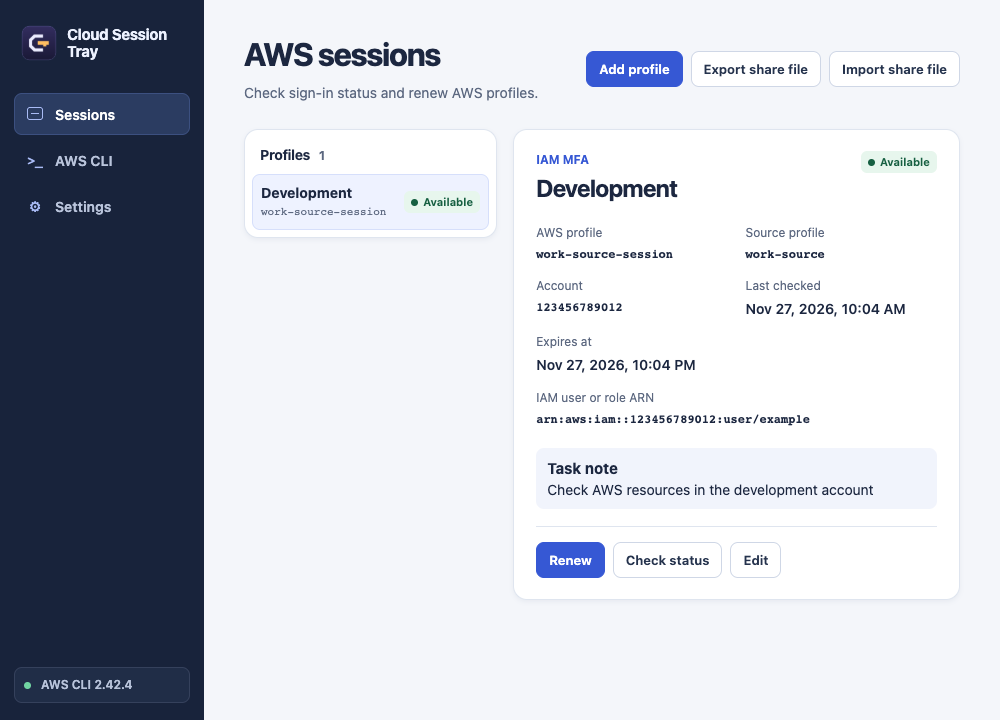 Cloud Session
Tray
Sessions
>_ AWS CLI
Settings
AWS CLI 2.42.4
AWS sessions
Check sign-in status and renew AWS profiles.
Add profile
Export share file
Import share file
Profiles 1
Development
work-source-session
Available
IAM MFA
Available
Development
AWS profile
work-source-session
Source profile
work-source
Account
123456789012
Last checked
Nov 27, 2026, 10:04 AM
Expires at
Nov 27, 2026, 10:04 PM
IAM user or role ARN
arn:aws:iam::123456789012:user/example
Task note
Check AWS resources in the development account
Renew
Check status
Edit